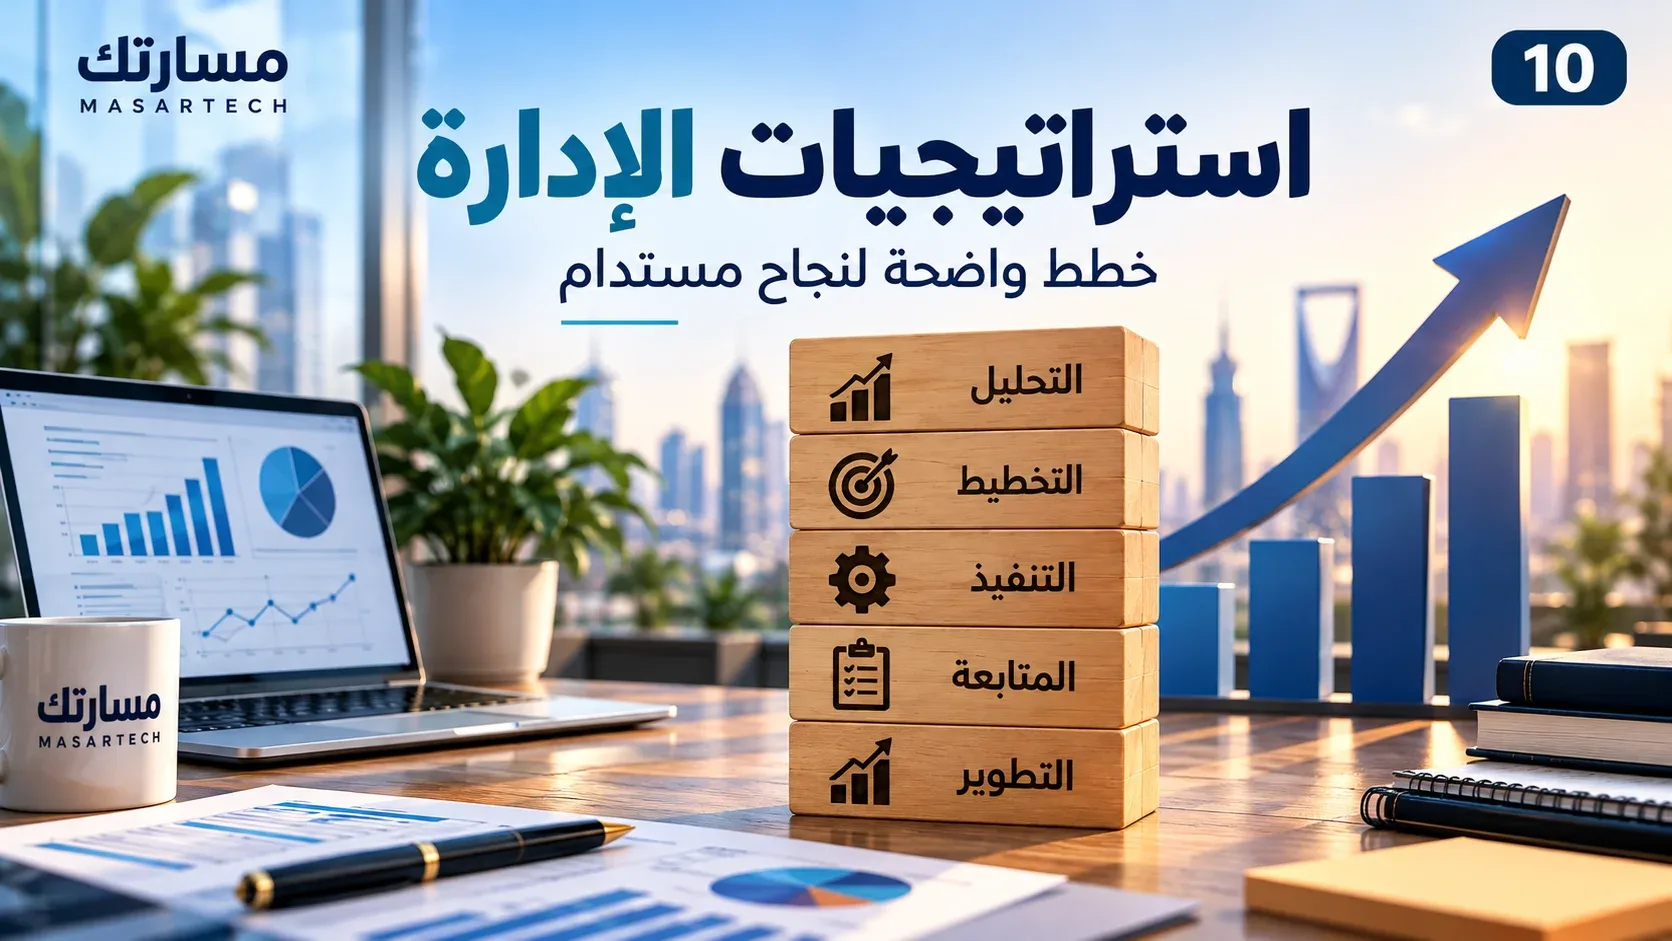 مسارتك
MASARTECH
10
استراتيجيات الإدارة
خطط واضحة لنجاح مستدام
التحليل
التخطيط
التنفيذ
المتابعة
التطوير
مسارتك
MASARTECH